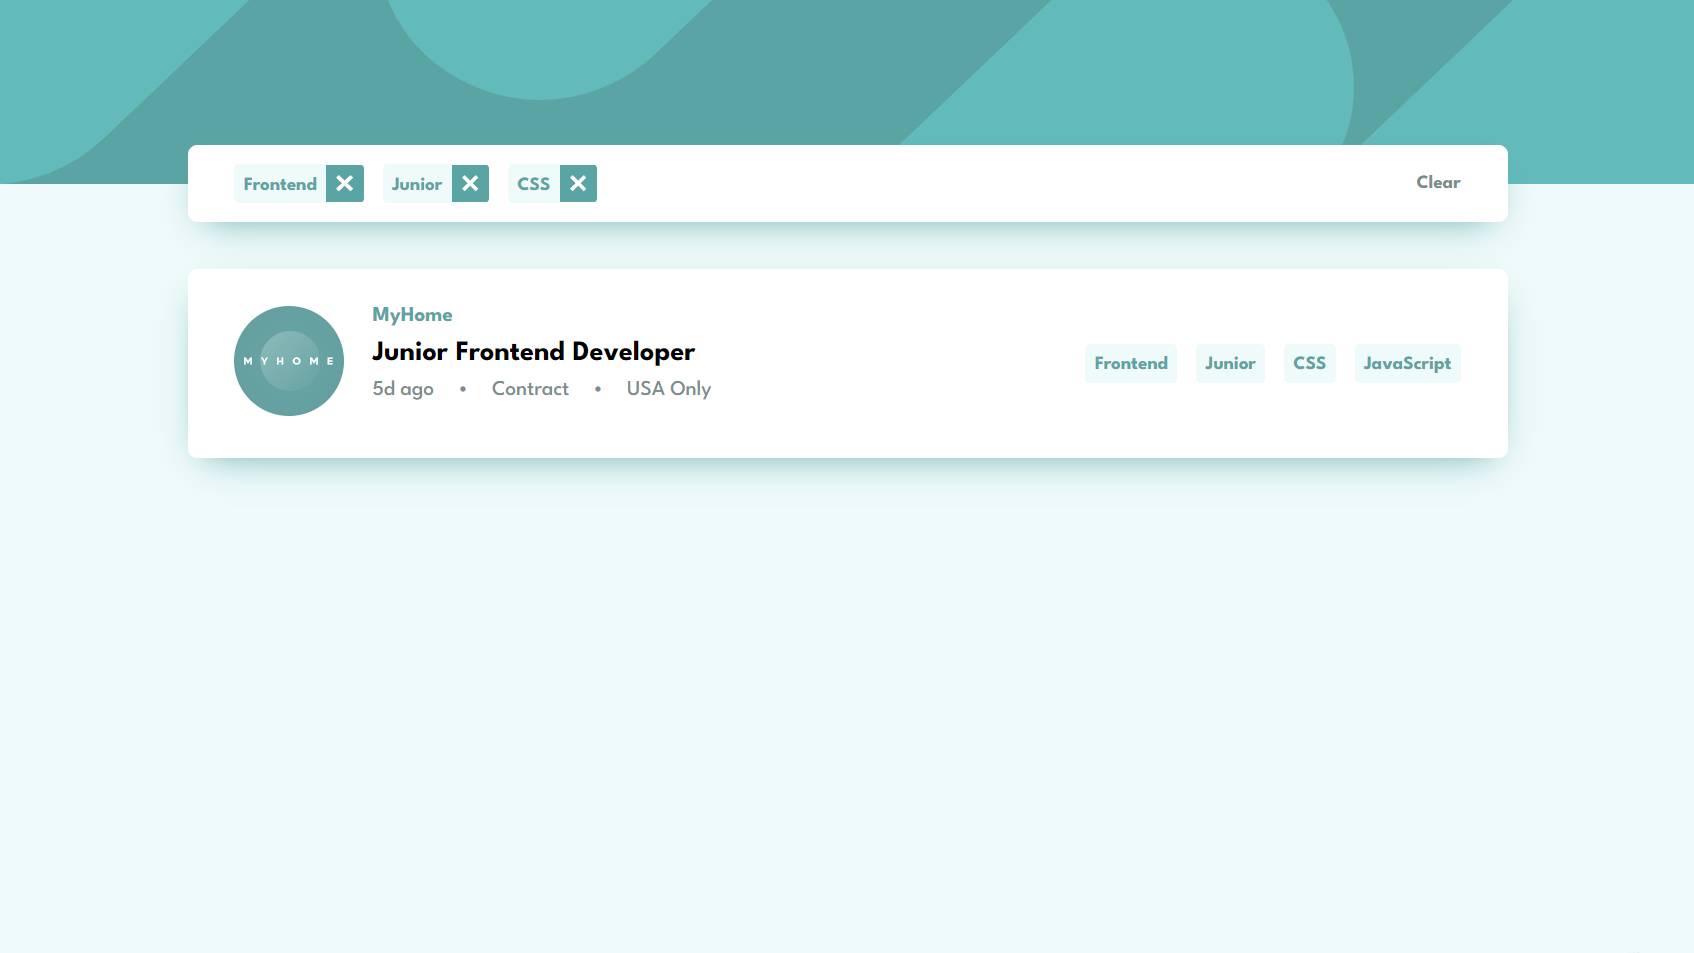 Frontend Junior CSS Clear
MYHOME
MyHome
Junior Frontend Developer
5d ago • Contract • USA Only
Frontend Junior CSS JavaScript